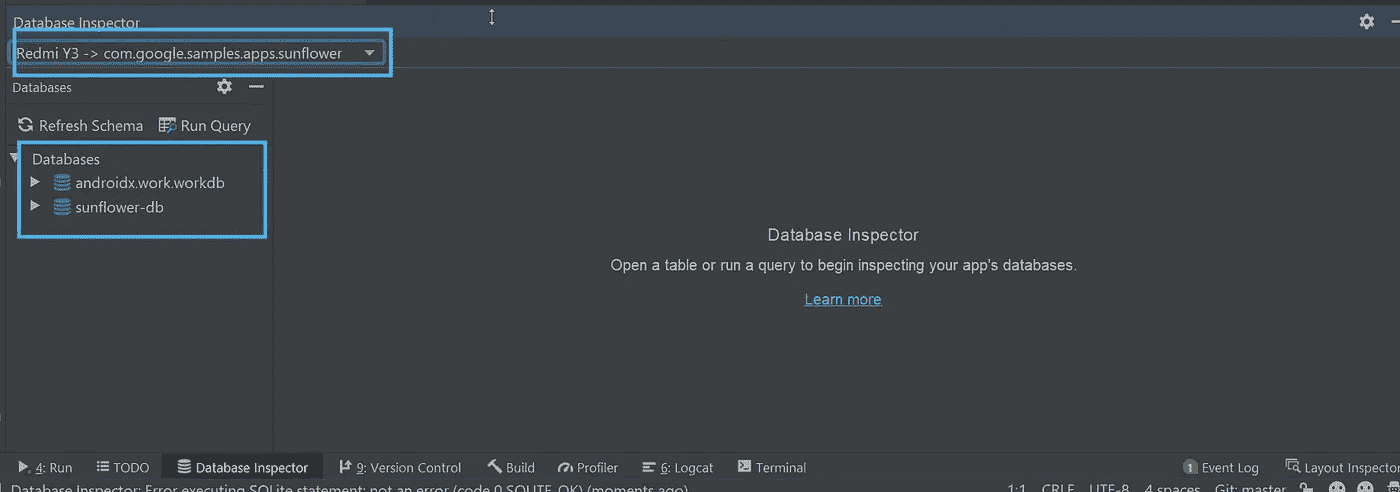 Database Inspector
Redmi Y3 -> com.google.samples.apps.sunflower
Databases
Refresh Schema Run Query
Databases
androidx.work.workdb
sunflower-db
Database Inspector
Open a table or run a query to begin inspecting your app's databases.
Learn more
4: Run TODO Database Inspector 9: Version Control Build Profiler 6: Logcat Terminal 1 Event Log Layout Inspector
Database Inspector: Error executing SQLite statement: not an error (code 0 SQLITE_OK) (moments ago) 1:1 CRLF UTF-8 4 spaces Git: master